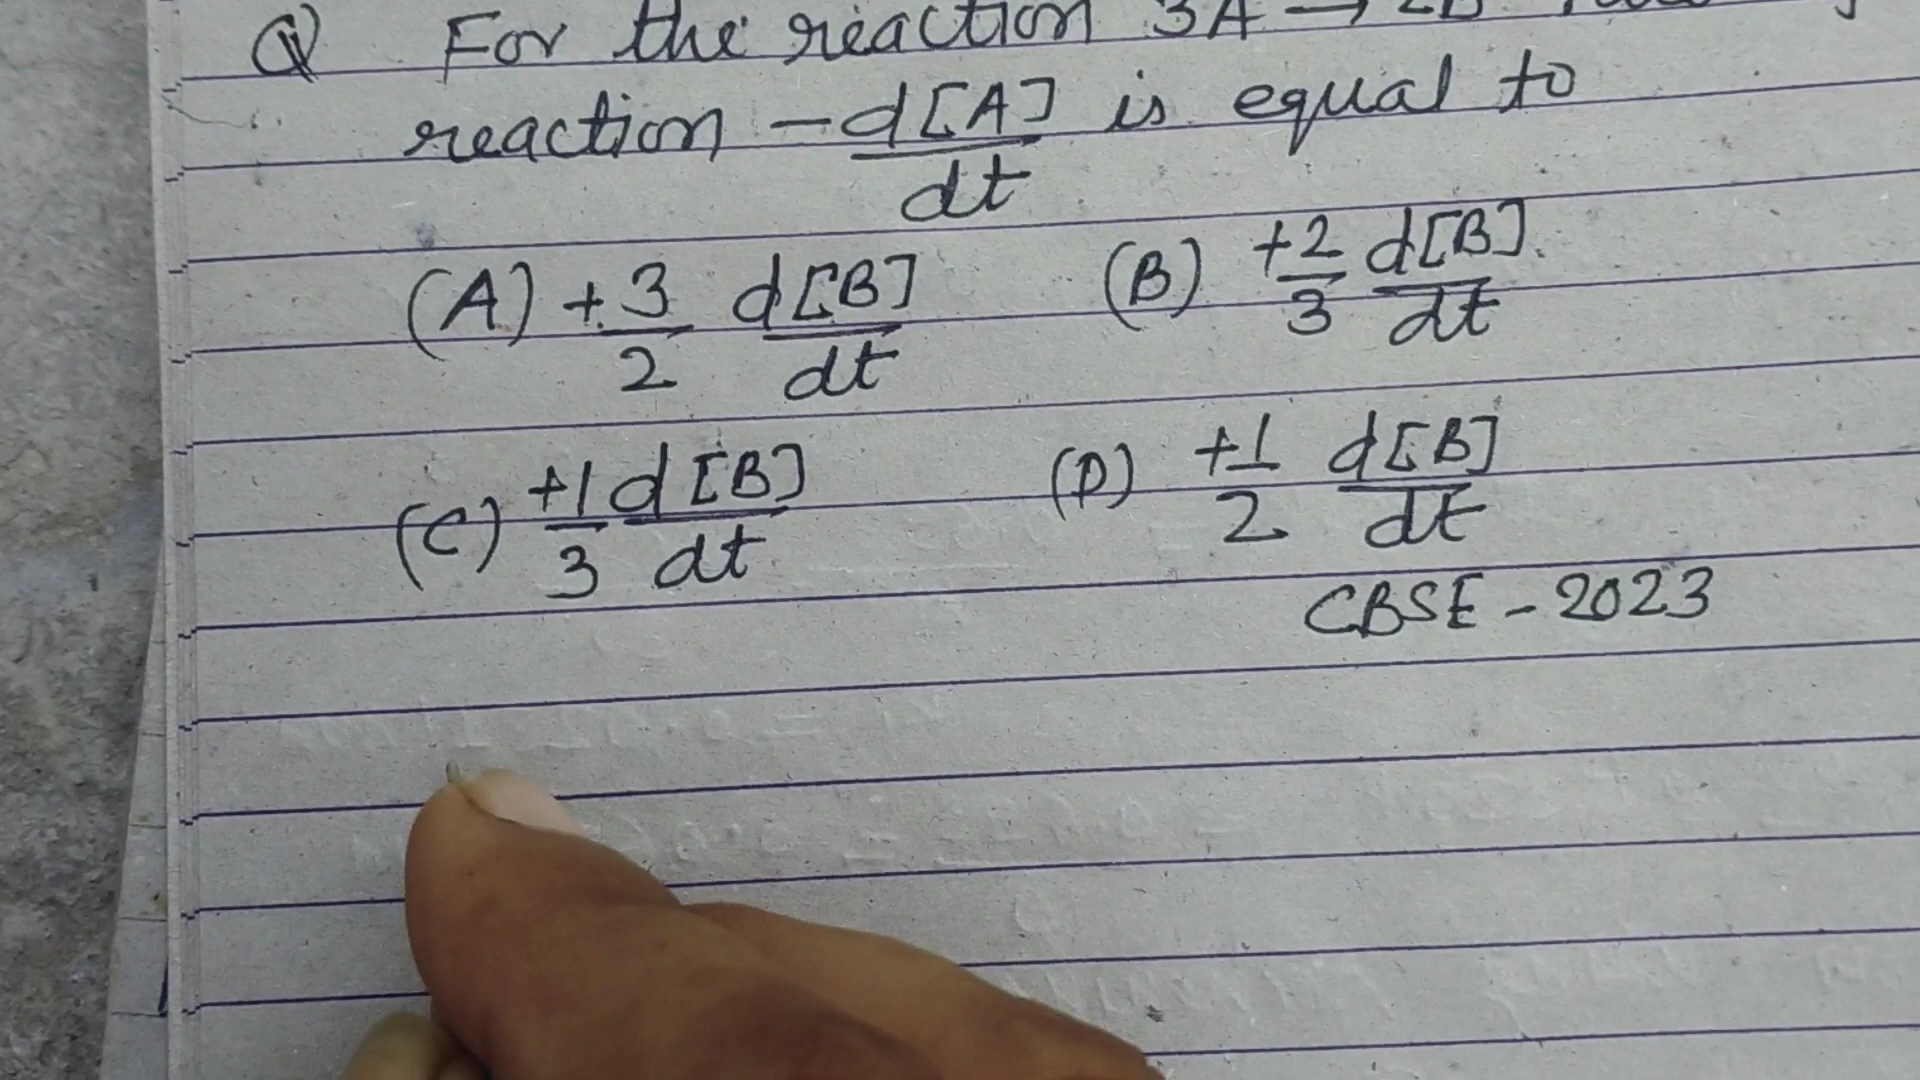 Q For the reaction 3A → 2B
reaction -d[A]/dt is equal to
(A) +3/2 d[B]/dt (B) +2/3 d[B]/dt
(C) +1/3 d[B]/dt (D) +1/2 d[B]/dt
CBSE - 2023